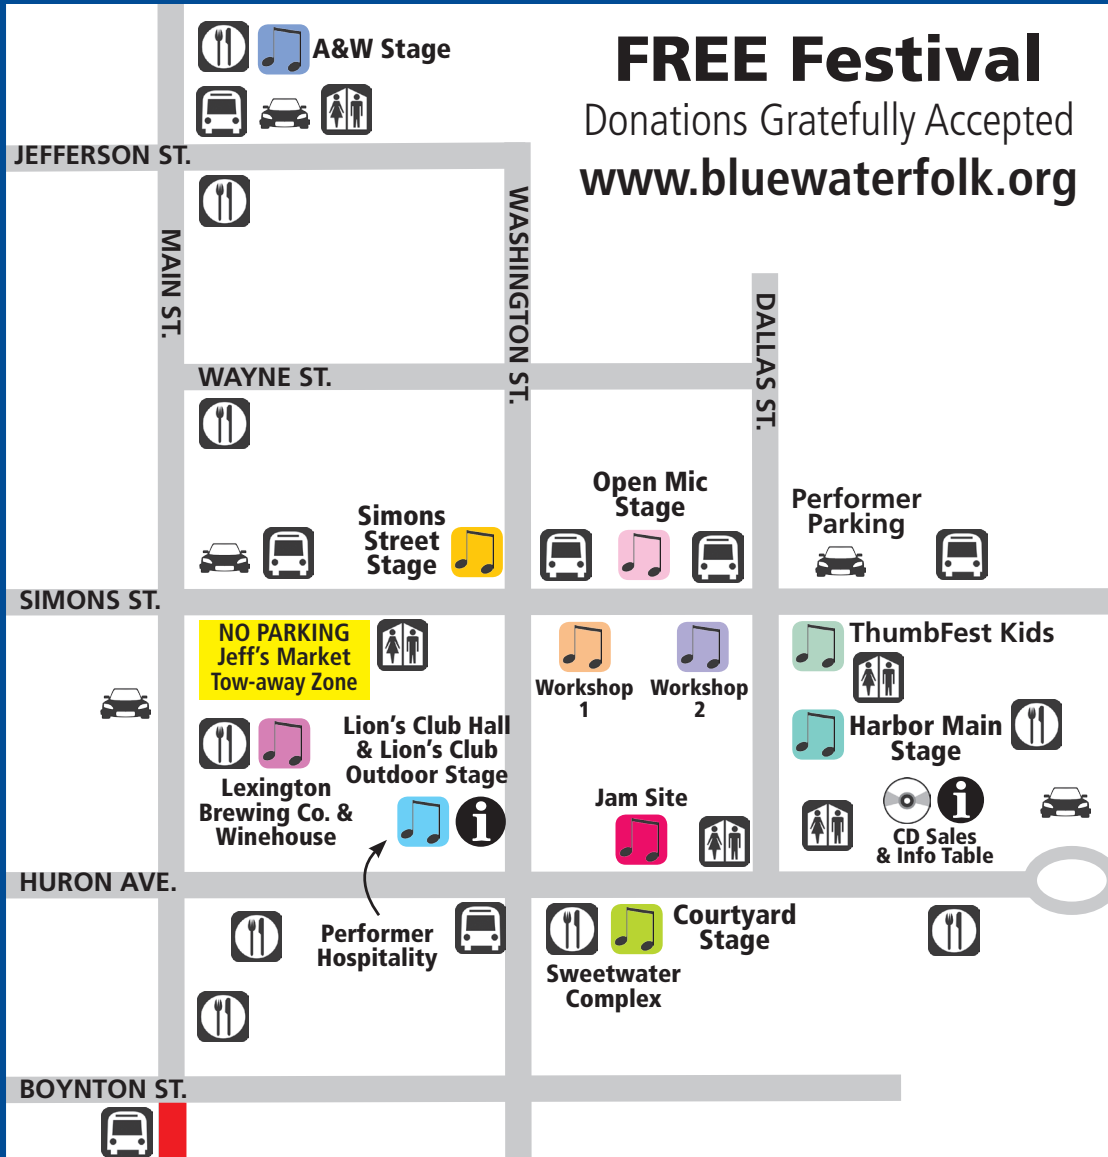 A&W Stage
FREE Festival
Donations Gratefully Accepted
www.bluewaterfolk.org
JEFFERSON ST.
MAIN ST.
WASHINGTON ST.
DALLAS ST.
WAYNE ST.
Simons
Street
Stage
Open Mic
Stage
Performer
Parking
SIMONS ST.
NO PARKING
Jeff's Market
Tow-away Zone
Workshop
1
Workshop
2
ThumbFest Kids
Harbor Main
Stage
Lion's Club Hall
& Lion's Club
Outdoor Stage
Lexington
Brewing Co. &
Winehouse
i
Jam Site
i
CD Sales
& Info Table
HURON AVE.
Performer
Hospitality
Courtyard
Stage
Sweetwater
Complex
BOYNTON ST.